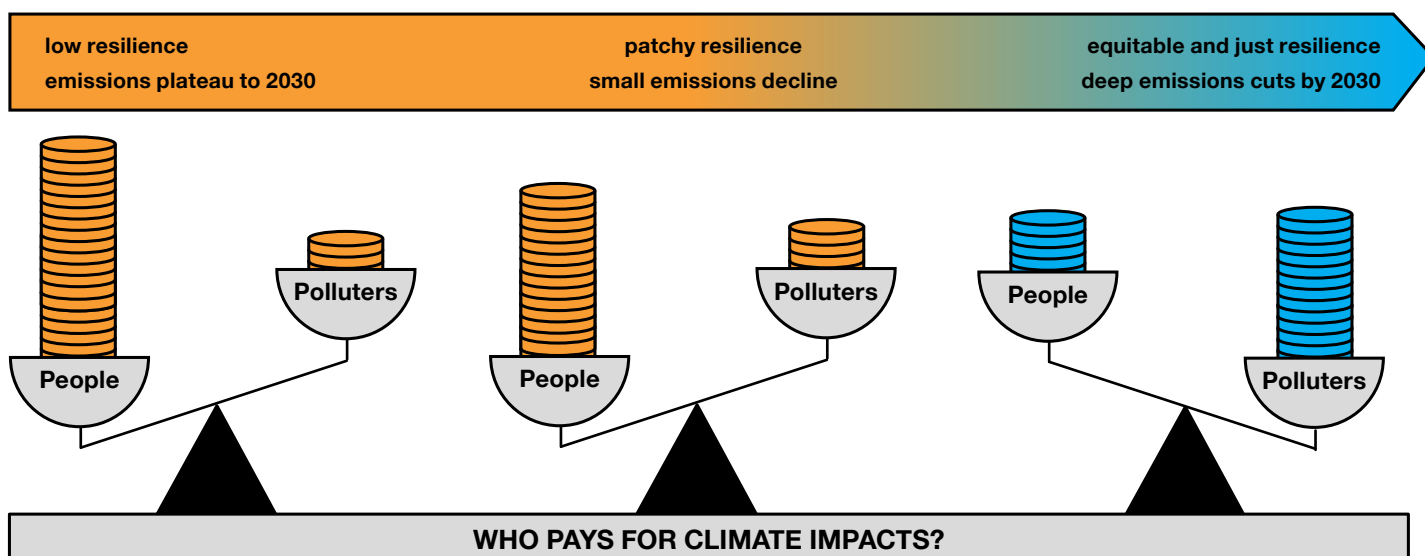 low resilience
emissions plateau to 2030
patchy resilience
small emissions decline
equitable and just resilience
deep emissions cuts by 2030
People
Polluters
People
Polluters
People
Polluters
WHO PAYS FOR CLIMATE IMPACTS?